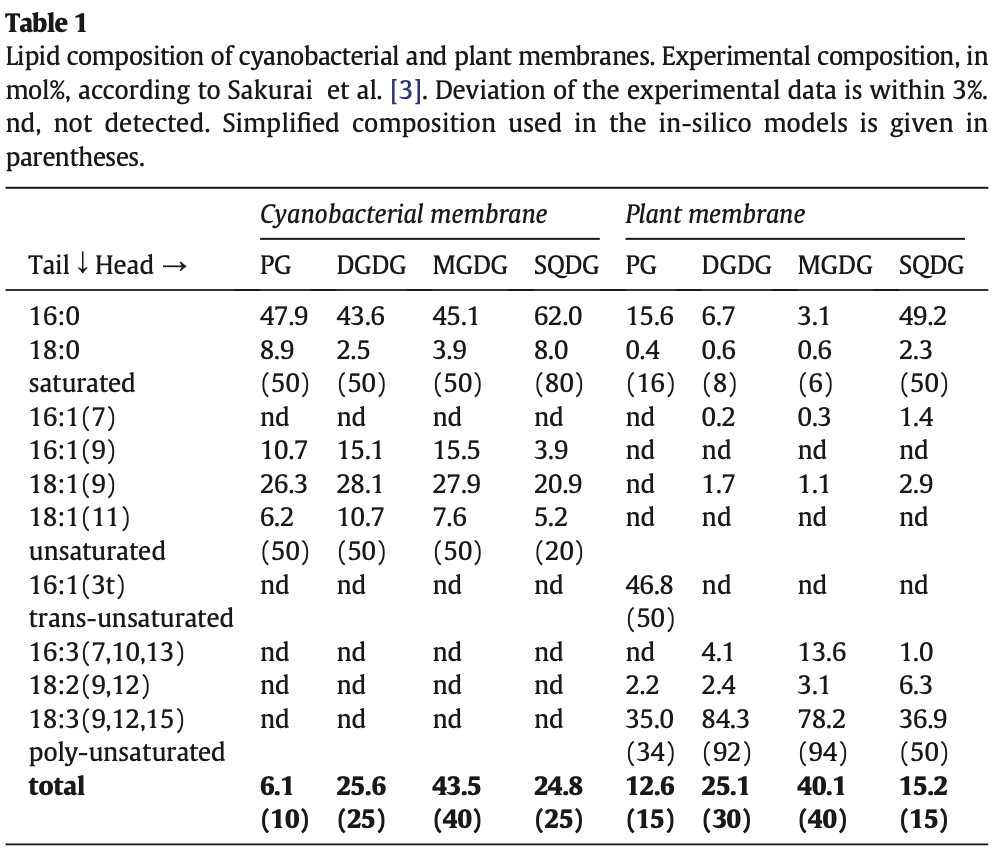 Table 1
Lipid composition of cyanobacterial and plant membranes. Experimental composition, in
mol%, according to Sakurai et al. [3]. Deviation of the experimental data is within 3%.
nd, not detected. Simplified composition used in the in-silico models is given in
parentheses.
Cyanobacterial membrane Plant membrane
Tail ↓ Head → PG DGDG MGDG SQDG PG DGDG MGDG SQDG
16:0 47.9 43.6 45.1 62.0 15.6 6.7 3.1 49.2
18:0 8.9 2.5 3.9 8.0 0.4 0.6 0.6 2.3
saturated (50) (50) (50) (80) (16) (8) (6) (50)
16:1(7) nd nd nd nd nd 0.2 0.3 1.4
16:1(9) 10.7 15.1 15.5 3.9 nd nd nd nd
18:1(9) 26.3 28.1 27.9 20.9 nd 1.7 1.1 2.9
18:1(11) 6.2 10.7 7.6 5.2 nd nd nd nd
unsaturated (50) (50) (50) (20)
16:1(3t) nd nd nd nd 46.8 nd nd nd
trans-unsaturated (50)
16:3(7,10,13) nd nd nd nd nd 4.1 13.6 1.0
18:2(9,12) nd nd nd nd 2.2 2.4 3.1 6.3
18:3(9,12,15) nd nd nd nd 35.0 84.3 78.2 36.9
poly-unsaturated (34) (92) (94) (50)
total 6.1 25.6 43.5 24.8 12.6 25.1 40.1 15.2
(10) (25) (40) (25) (15) (30) (40) (15)